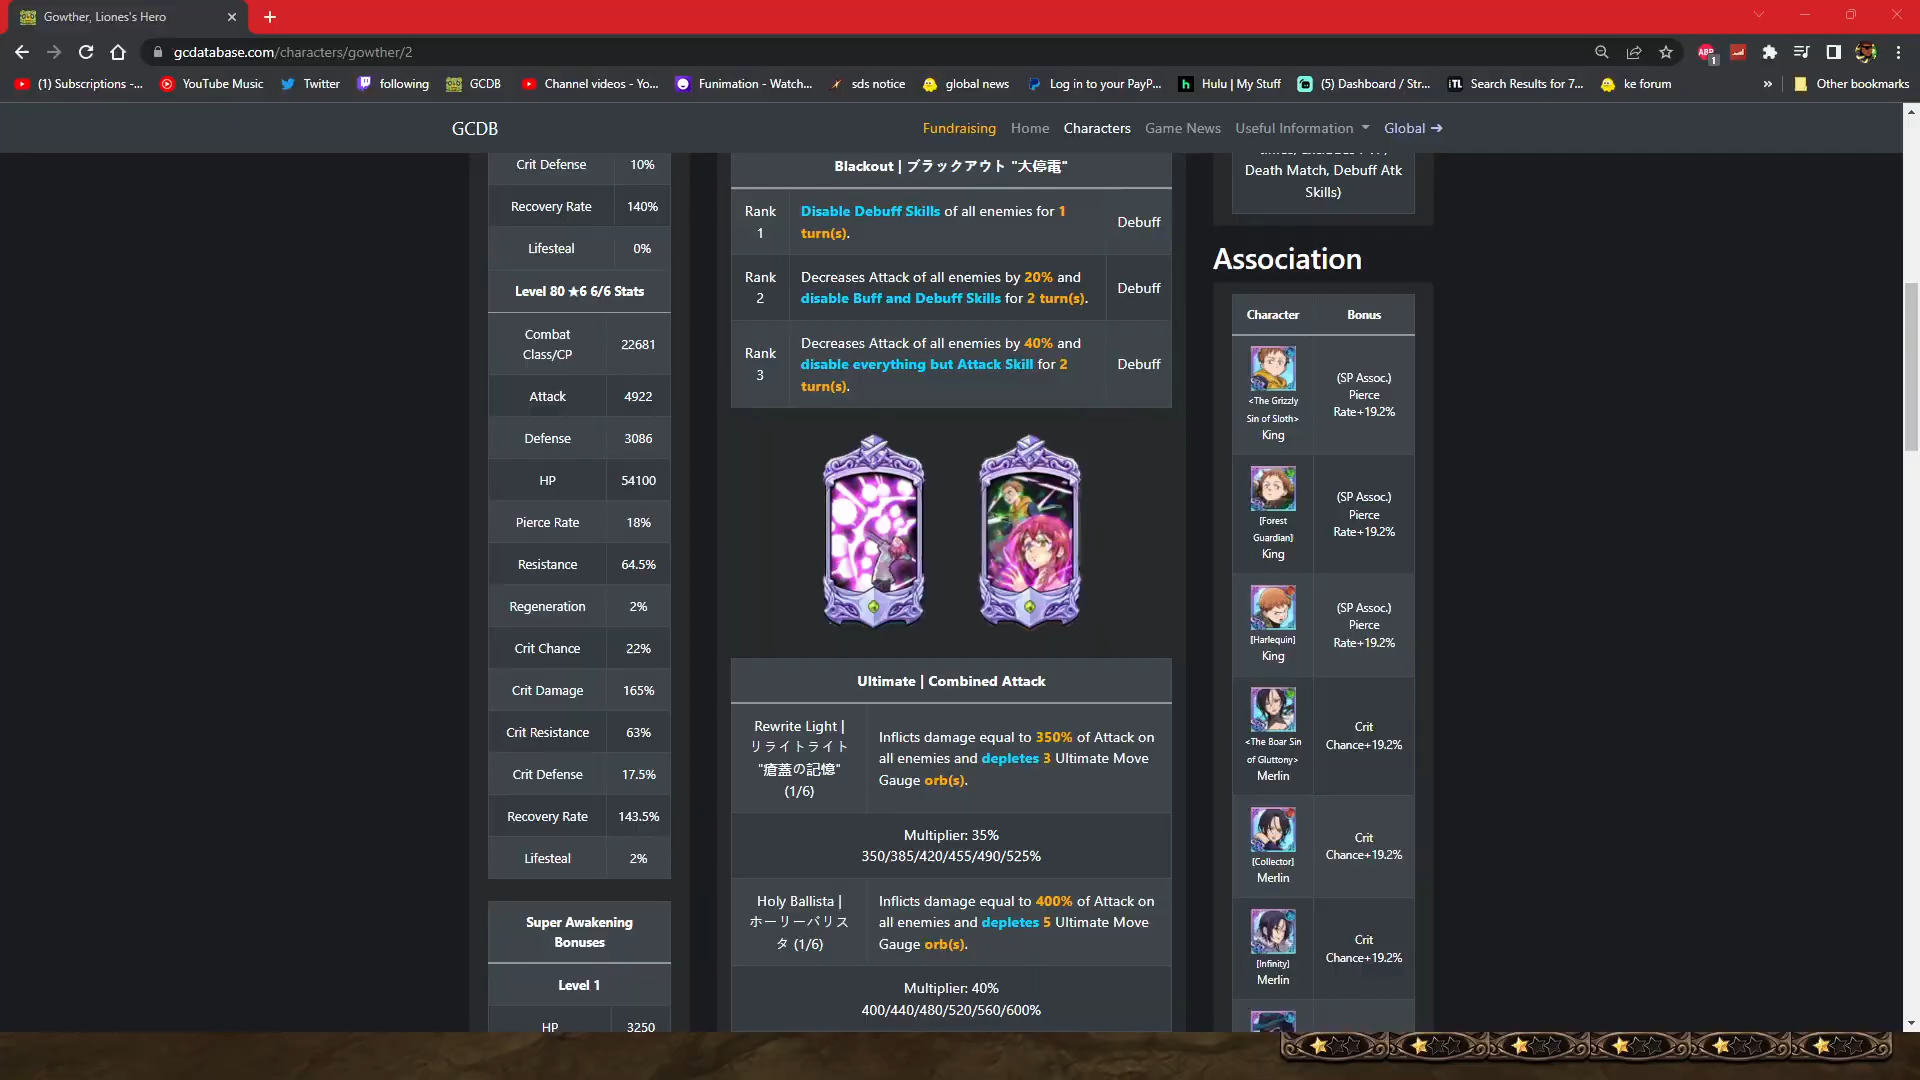 Gowther, Liones's Hero
gcdatabase.com/characters/gowther/2
ABP
1
(1) Subscriptions -...
YouTube Music
Twitter
following
GCDB
Channel videos - Yo...
Funimation - Watch...
sds notice
global news
Log in to your PayP...
Hulu | My Stuff
(5) Dashboard / Str...
Search Results for 7...
ke forum
»
Other bookmarks
GCDB
Fundraising
Home
Characters
Game News
Useful Information
Global →
Crit Defense 10%
Recovery Rate 140%
Lifesteal 0%
Level 80 ★6 6/6 Stats
Combat
Class/CP
22681
Attack 4922
Defense 3086
HP 54100
Pierce Rate 18%
Resistance 64.5%
Regeneration 2%
Crit Chance 22%
Crit Damage 165%
Crit Resistance 63%
Crit Defense 17.5%
Recovery Rate 143.5%
Lifesteal 2%
Super Awakening
Bonuses
Level 1
HP 3250
Blackout | ブラックアウト "大停電"
Rank
1
Disable Debuff Skills of all enemies for 1
turn(s).
Debuff
Rank
2
Decreases Attack of all enemies by 20% and
disable Buff and Debuff Skills for 2 turn(s).
Debuff
Rank
3
Decreases Attack of all enemies by 40% and
disable everything but Attack Skill for 2
turn(s).
Debuff
Ultimate | Combined Attack
Rewrite Light |
リライトライト
"瘡蓋の記憶"
(1/6)
Inflicts damage equal to 350% of Attack on
all enemies and depletes 3 Ultimate Move
Gauge orb(s).
Multiplier: 35%
350/385/420/455/490/525%
Holy Ballista |
ホーリーバリス
タ (1/6)
Inflicts damage equal to 400% of Attack on
all enemies and depletes 5 Ultimate Move
Gauge orb(s).
Multiplier: 40%
400/440/480/520/560/600%
Death Match, Debuff Atk
Skills)
Association
Character Bonus
<The Grizzly
Sin of Sloth>
King
(SP Assoc.)
Pierce
Rate+19.2%
[Forest
Guardian]
King
(SP Assoc.)
Pierce
Rate+19.2%
[Harlequin]
King
(SP Assoc.)
Pierce
Rate+19.2%
<The Boar Sin
of Gluttony>
Merlin
Crit
Chance+19.2%
[Collector]
Merlin
Crit
Chance+19.2%
[Infinity]
Merlin
Crit
Chance+19.2%